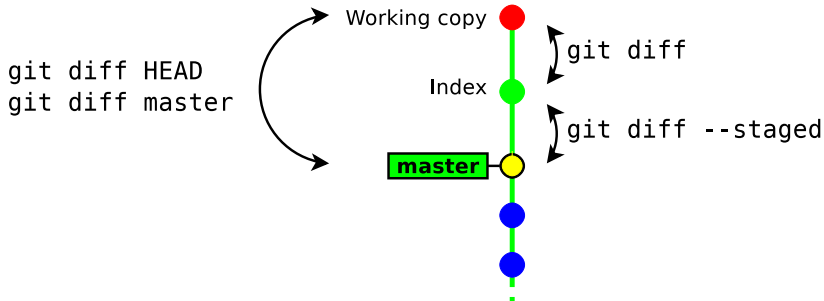 Working copy
git diff
git diff HEAD
git diff master
Index
git diff --staged
master